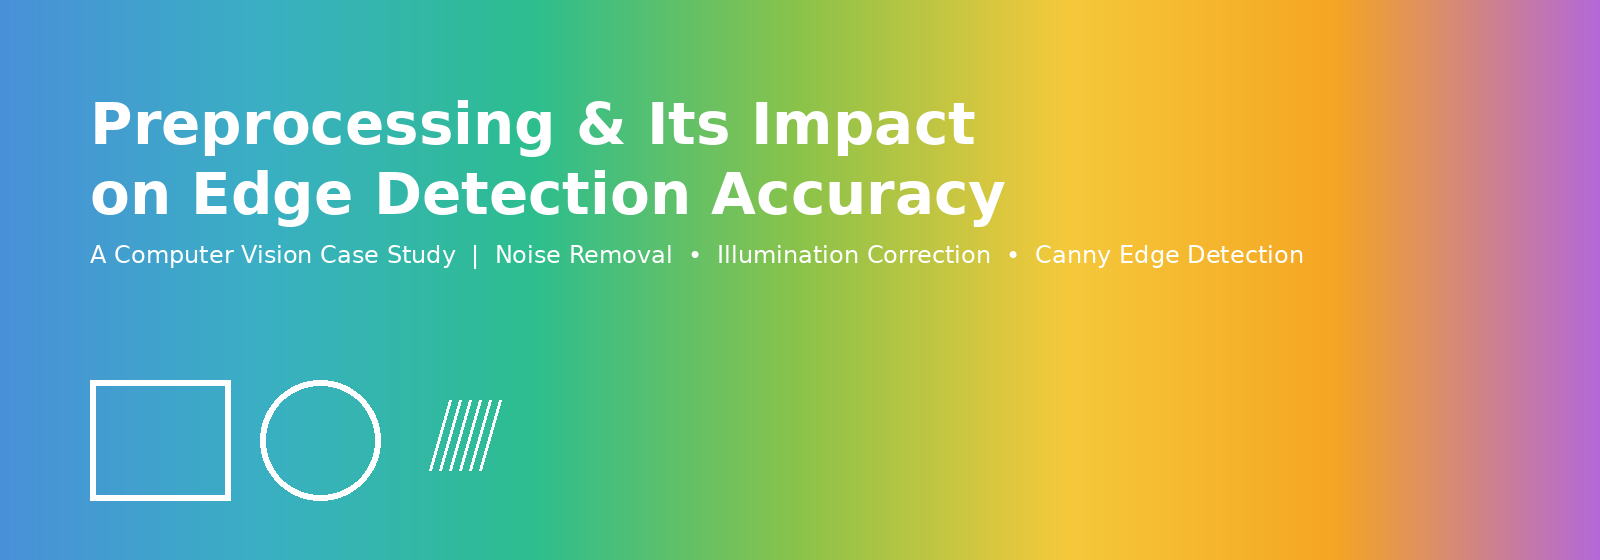 Preprocessing & Its Impact
on Edge Detection Accuracy
A Computer Vision Case Study | Noise Removal • Illumination Correction • Canny Edge Detection